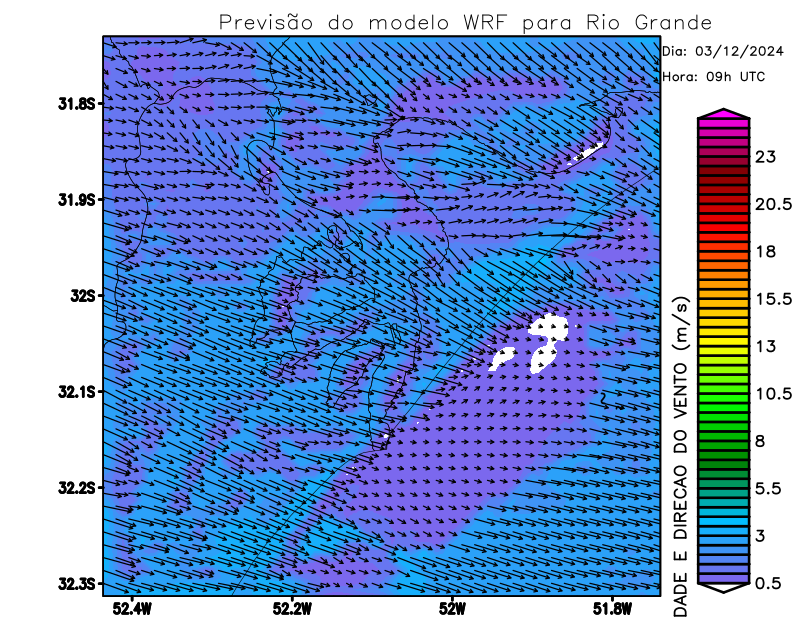 Previsão do modelo WRF para Rio Grande
Dia: 03/12/2024
Hora: 09h UTC
31.8S
31.9S
32S
32.1S
32.2S
32.3S
52.4W
52.2W
52W
51.8W
DADE E DIRECAO DO VENTO (m/s)
23
20.5
18
15.5
13
10.5
8
5.5
3
0.5